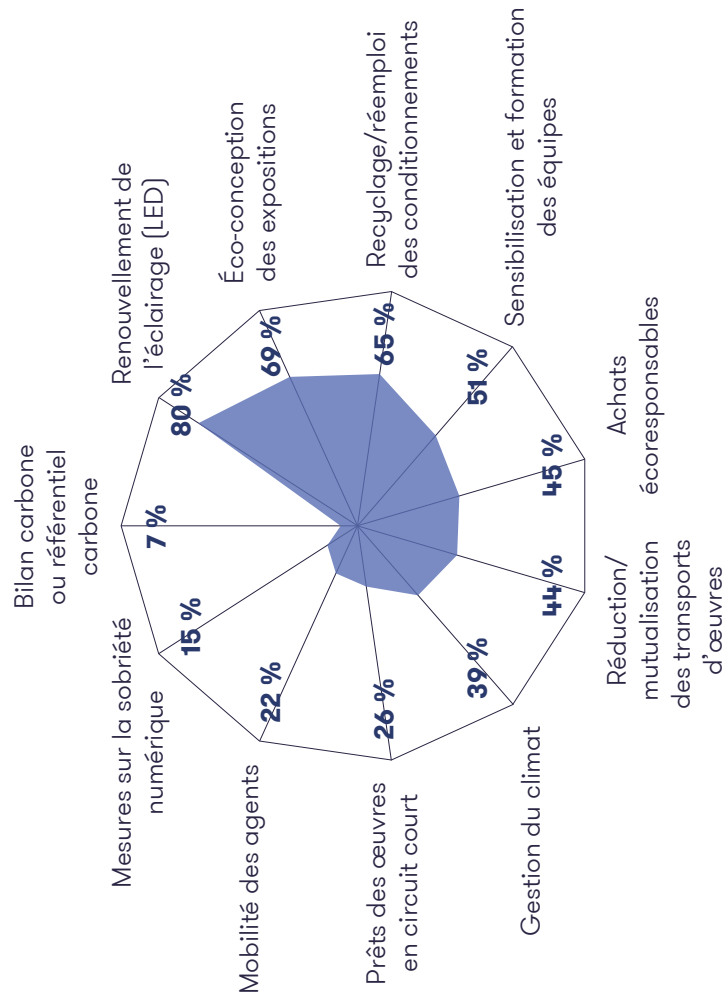 Renouvellement de
l'éclairage (LED)
80 %
Éco-conception
des expositions
69 %
Recyclage/réemploi
des conditionnements
65 %
Sensibilisation et formation
des équipes
51 %
Achats
écoresponsables
45 %
Réduction/
mutualisation
des transports
d'œuvres
44 %
Gestion du climat
39 %
Prêts des œuvres
en circuit court
26 %
Mobilité des agents
22 %
Mesures sur la sobriété
numérique
15 %
Bilan carbone
ou référentiel
carbone
7 %